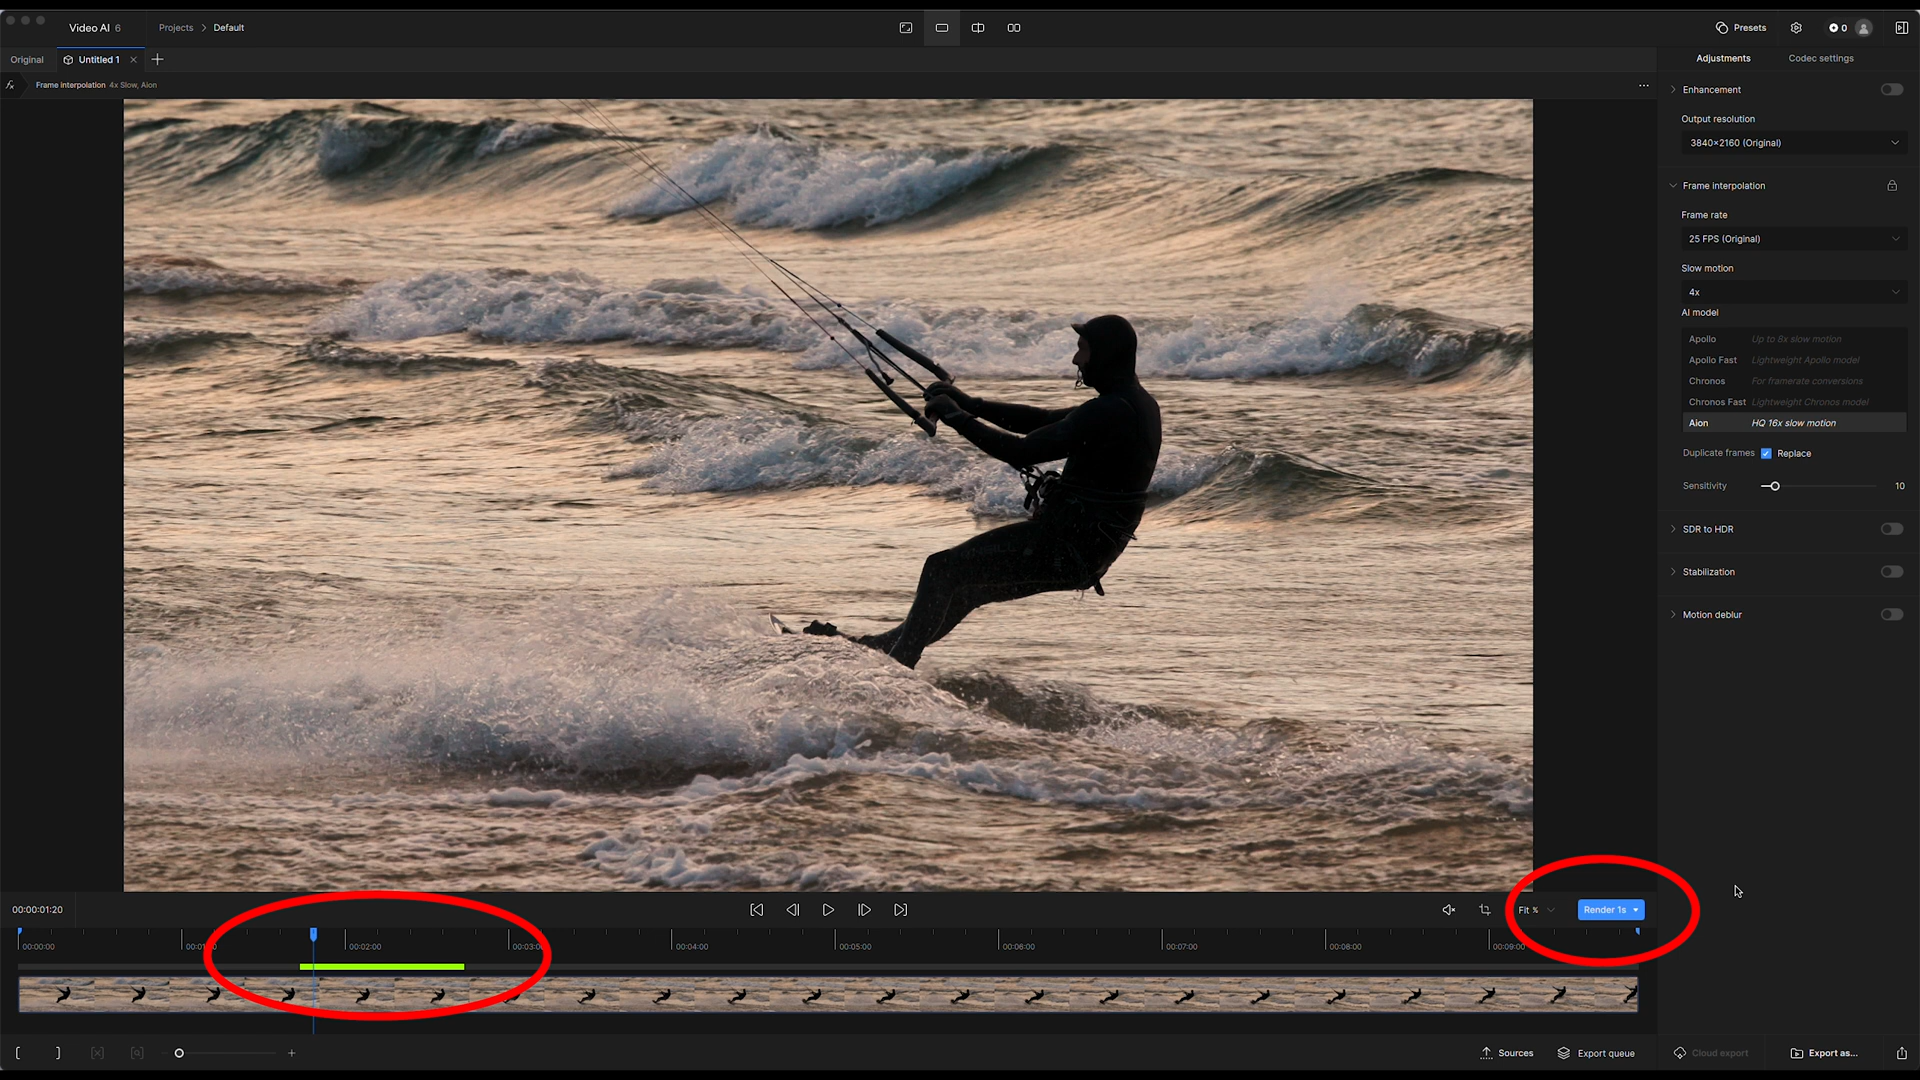 Video AI 6
Projects > Default
Presets
0
Original
Untitled 1
Frame interpolation 4x Slow, Aion
Adjustments
Codec settings
Enhancement
Output resolution
3840×2160 (Original)
Frame interpolation
Frame rate
25 FPS (Original)
Slow motion
4x
AI model
Apollo Up to 8x slow motion
Apollo Fast Lightweight Apollo model
Chronos For framerate conversions
Chronos Fast Lightweight Chronos model
Aion HQ 16x slow motion
Duplicate frames Replace
Sensitivity 10
SDR to HDR
Stabilization
Motion deblur
00:00:01:20
Fit %
Render 1s
00:00:00
00:02:00
00:03:00
00:04:00
00:05:00
00:06:00
00:07:00
00:08:00
00:09:00
Sources
Export queue
Cloud export
Export as...